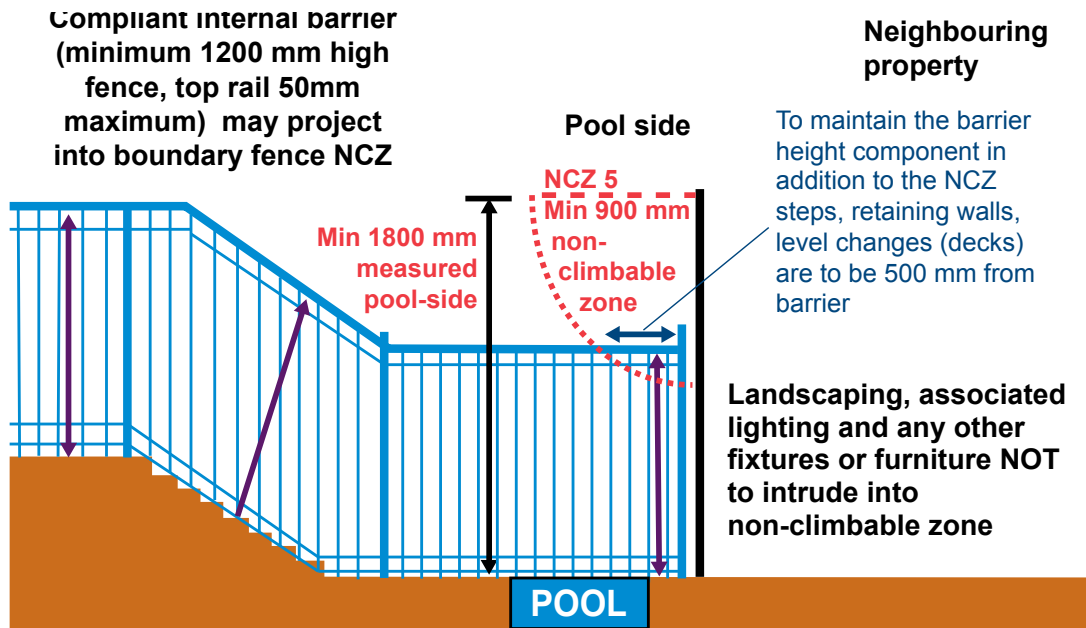 Compliant internal barrier
(minimum 1200 mm high
fence, top rail 50mm
maximum) may project
into boundary fence NCZ
Neighbouring
property
Pool side
To maintain the barrier
height component in
addition to the NCZ
steps, retaining walls,
level changes (decks)
are to be 500 mm from
barrier
NCZ 5
Min 900 mm
non-
climbable
zone
Min 1800 mm
measured
pool-side
Landscaping, associated
lighting and any other
fixtures or furniture NOT
to intrude into
non-climbable zone
POOL